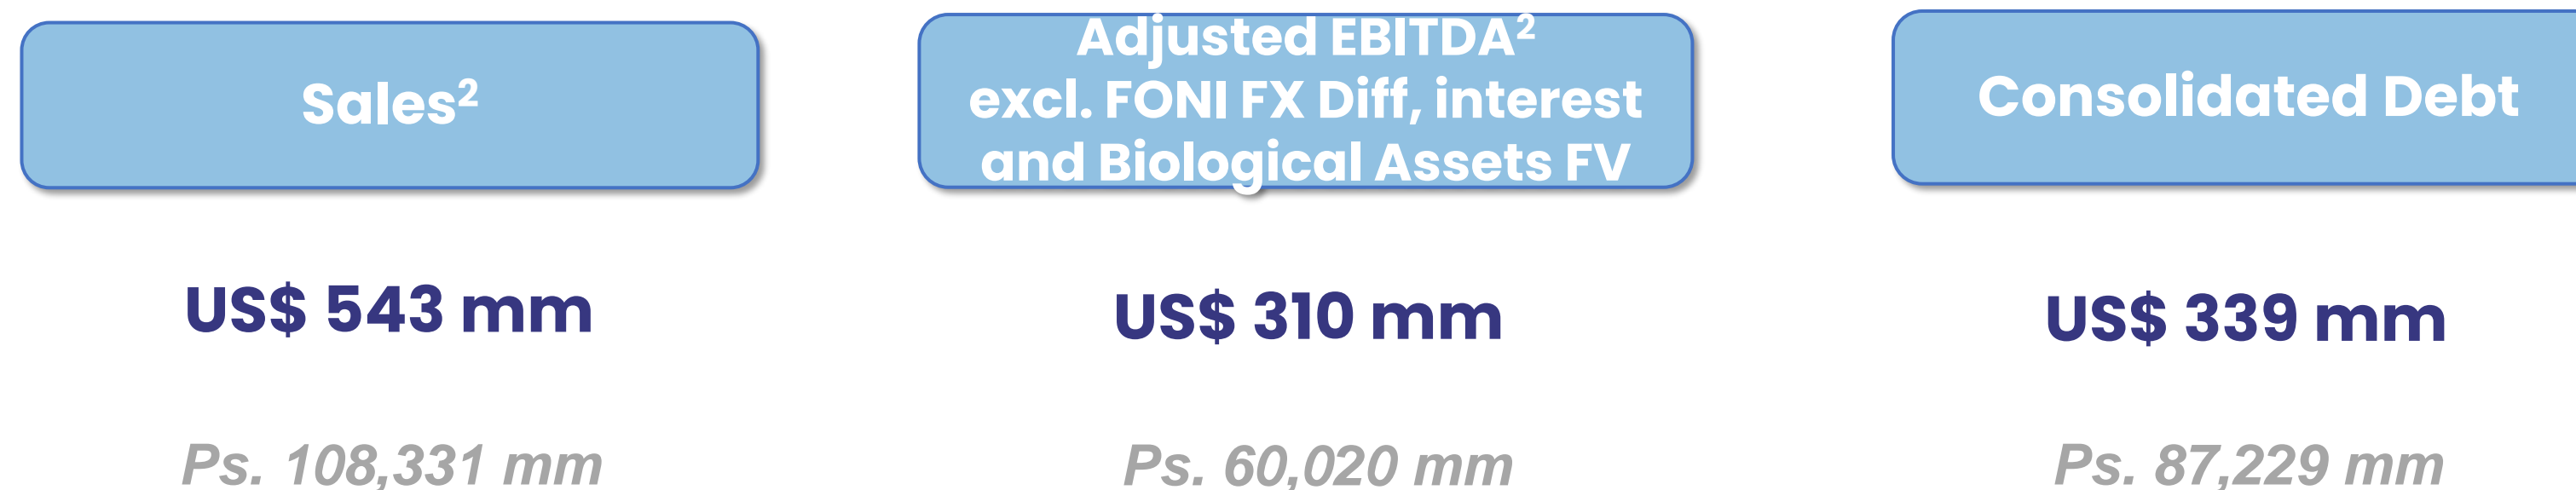 Sales²
Adjusted EBITDA²
excl. FONI FX Diff, interest
and Biological Assets FV
Consolidated Debt
US$ 543 mm
US$ 310 mm
US$ 339 mm
Ps. 108,331 mm
Ps. 60,020 mm
Ps. 87,229 mm